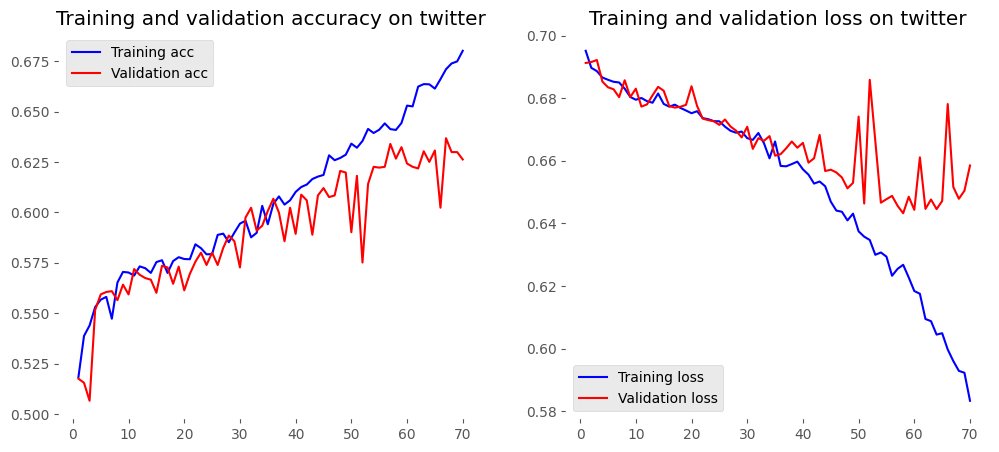 Training and validation accuracy on twitter
Training acc
Validation acc
0.675
0.650
0.625
0.600
0.575
0.550
0.525
0.500
0 10 20 30 40 50 60 70
Training and validation loss on twitter
0.70
0.68
0.66
0.64
0.62
0.60
0.58
Training loss
Validation loss
0 10 20 30 40 50 60 70